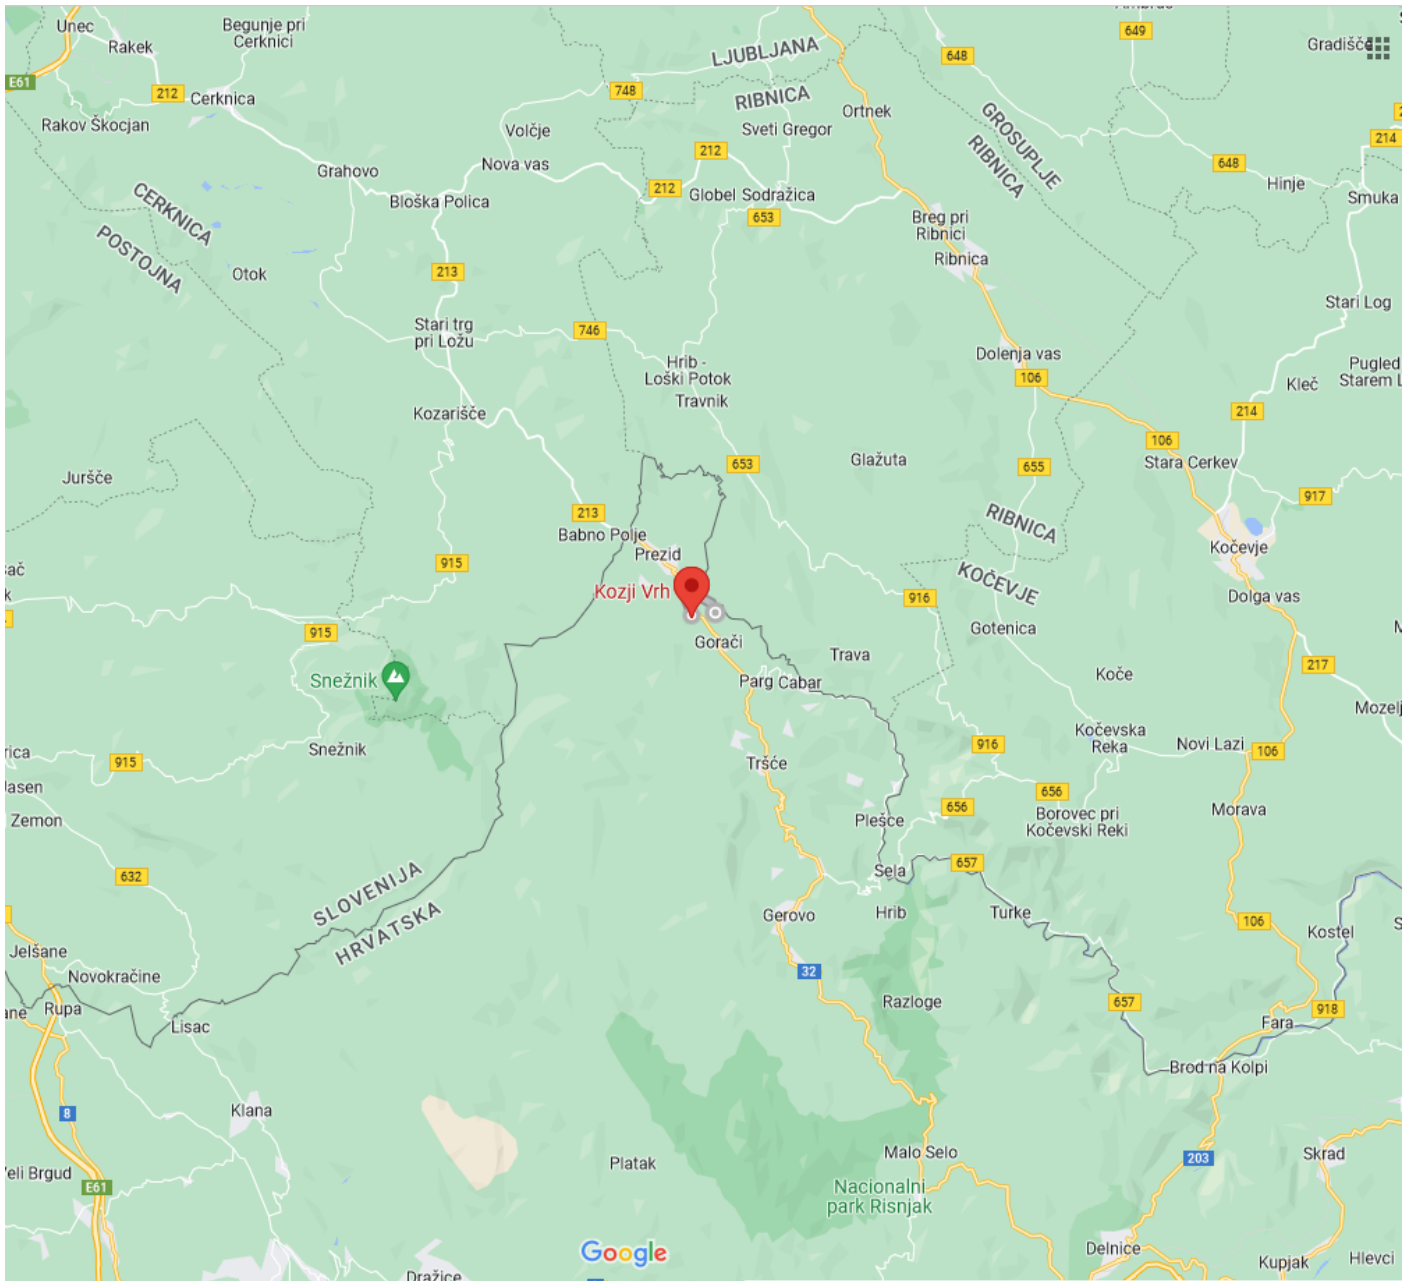 Unec
Begunje pri
Cerknici
Rakek
LJUBLJANA
648
649
Gradišče
E61
212
Cerknica
748
RIBNICA
Ortnek
Rakov Škocjan
Volčje
Sveti Gregor
GROSUPLJE
RIBNICA
214
Grahovo
Nova vas
212
648
Hinje
CERKNICA
Bloška Polica
212
Globel
Sodražica
Smuka
653
Breg pri
Ribnici
POSTOJNA
Ribnica
Otok
213
Stari Log
Stari trg
pri Ložu
746
Dolenja vas
Hrib -
Loški Potok
106
Kleč
Pugled
Starem L
Travnik
Kozarišče
214
106
Juršče
653
Glažuta
655
Stara Cerkev
917
213
RIBNICA
Babno Polje
Prezid
Kočevje
915
KOČEVJE
Kozji Vrh
916
Dolga vas
915
Gorači
Gotenica
Trava
217
Snežnik
Parg
Cabar
Koče
Mozelj
Snežnik
Kočevska
Reka
rica
915
Tršće
916
Novi Lazi
106
Jasen
656
656
Zemon
Plešce
Borovec pri
Kočevski Reki
Morava
632
Sela
657
SLOVENIJA
HRVATSKA
Gerovo
Hrib
Turke
106
Kostel
Jelšane
32
Novokračine
Rupa
Razloge
657
918
Lisac
Fara
Brod na Kolpi
8
Klana
Platak
Malo Selo
203
Skrad
Veli Brgud
E61
Nacionalni
park Risnjak
Google
Delnice
Kupjak
Hlevci
Dražice